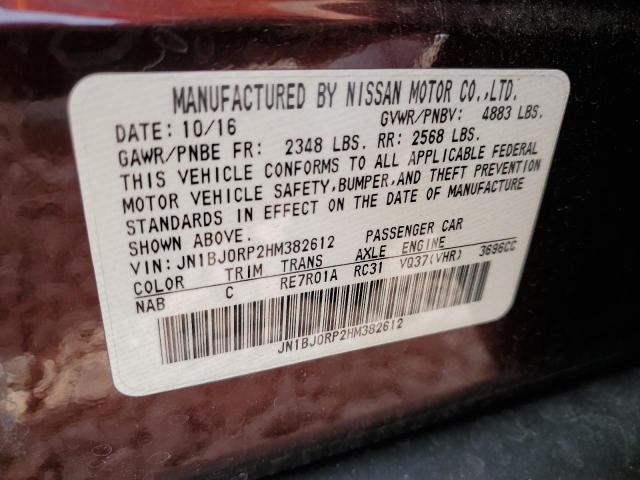 MANUFACTURED BY NISSAN MOTOR CO.,LTD.
DATE: 10/16 GVWR/PNBV: 4883 LBS.
GAWR/PNBE FR: 2348 LBS. RR: 2568 LBS.
THIS VEHICLE CONFORMS TO ALL APPLICABLE FEDERAL
MOTOR VEHICLE SAFETY,BUMPER,AND THEFT PREVENTION
STANDARDS IN EFFECT ON THE DATE OF MANUFACTURE
SHOWN ABOVE.
VIN: JN1BJ0RP2HM382612 PASSENGER CAR
COLOR TRIM TRANS AXLE ENGINE
NAB C RE7R01A RC31 VQ37(VHR) 3696CC
JN1BJ0RP2HM382612